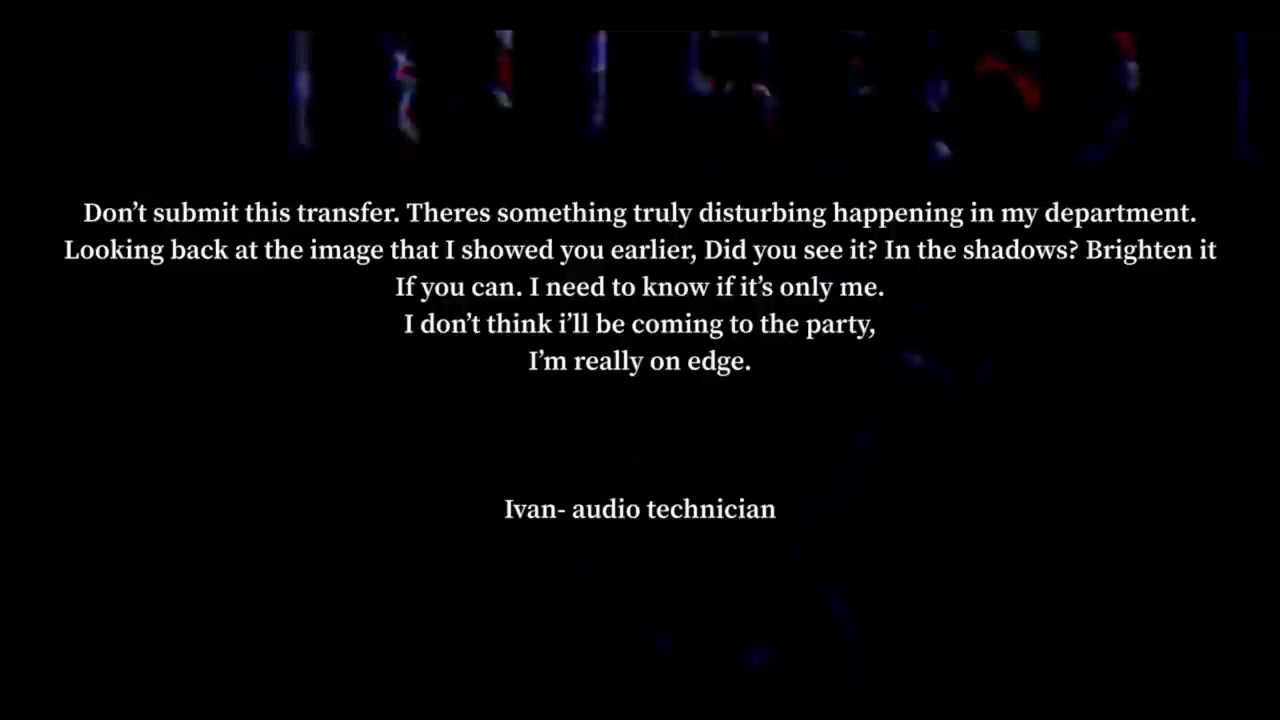 Don’t submit this transfer. Theres something truly disturbing happening in my department.
Looking back at the image that I showed you earlier, Did you see it? In the shadows? Brighten it
If you can. I need to know if it’s only me.
I don’t think i’ll be coming to the party,
I’m really on edge.
Ivan- audio technician